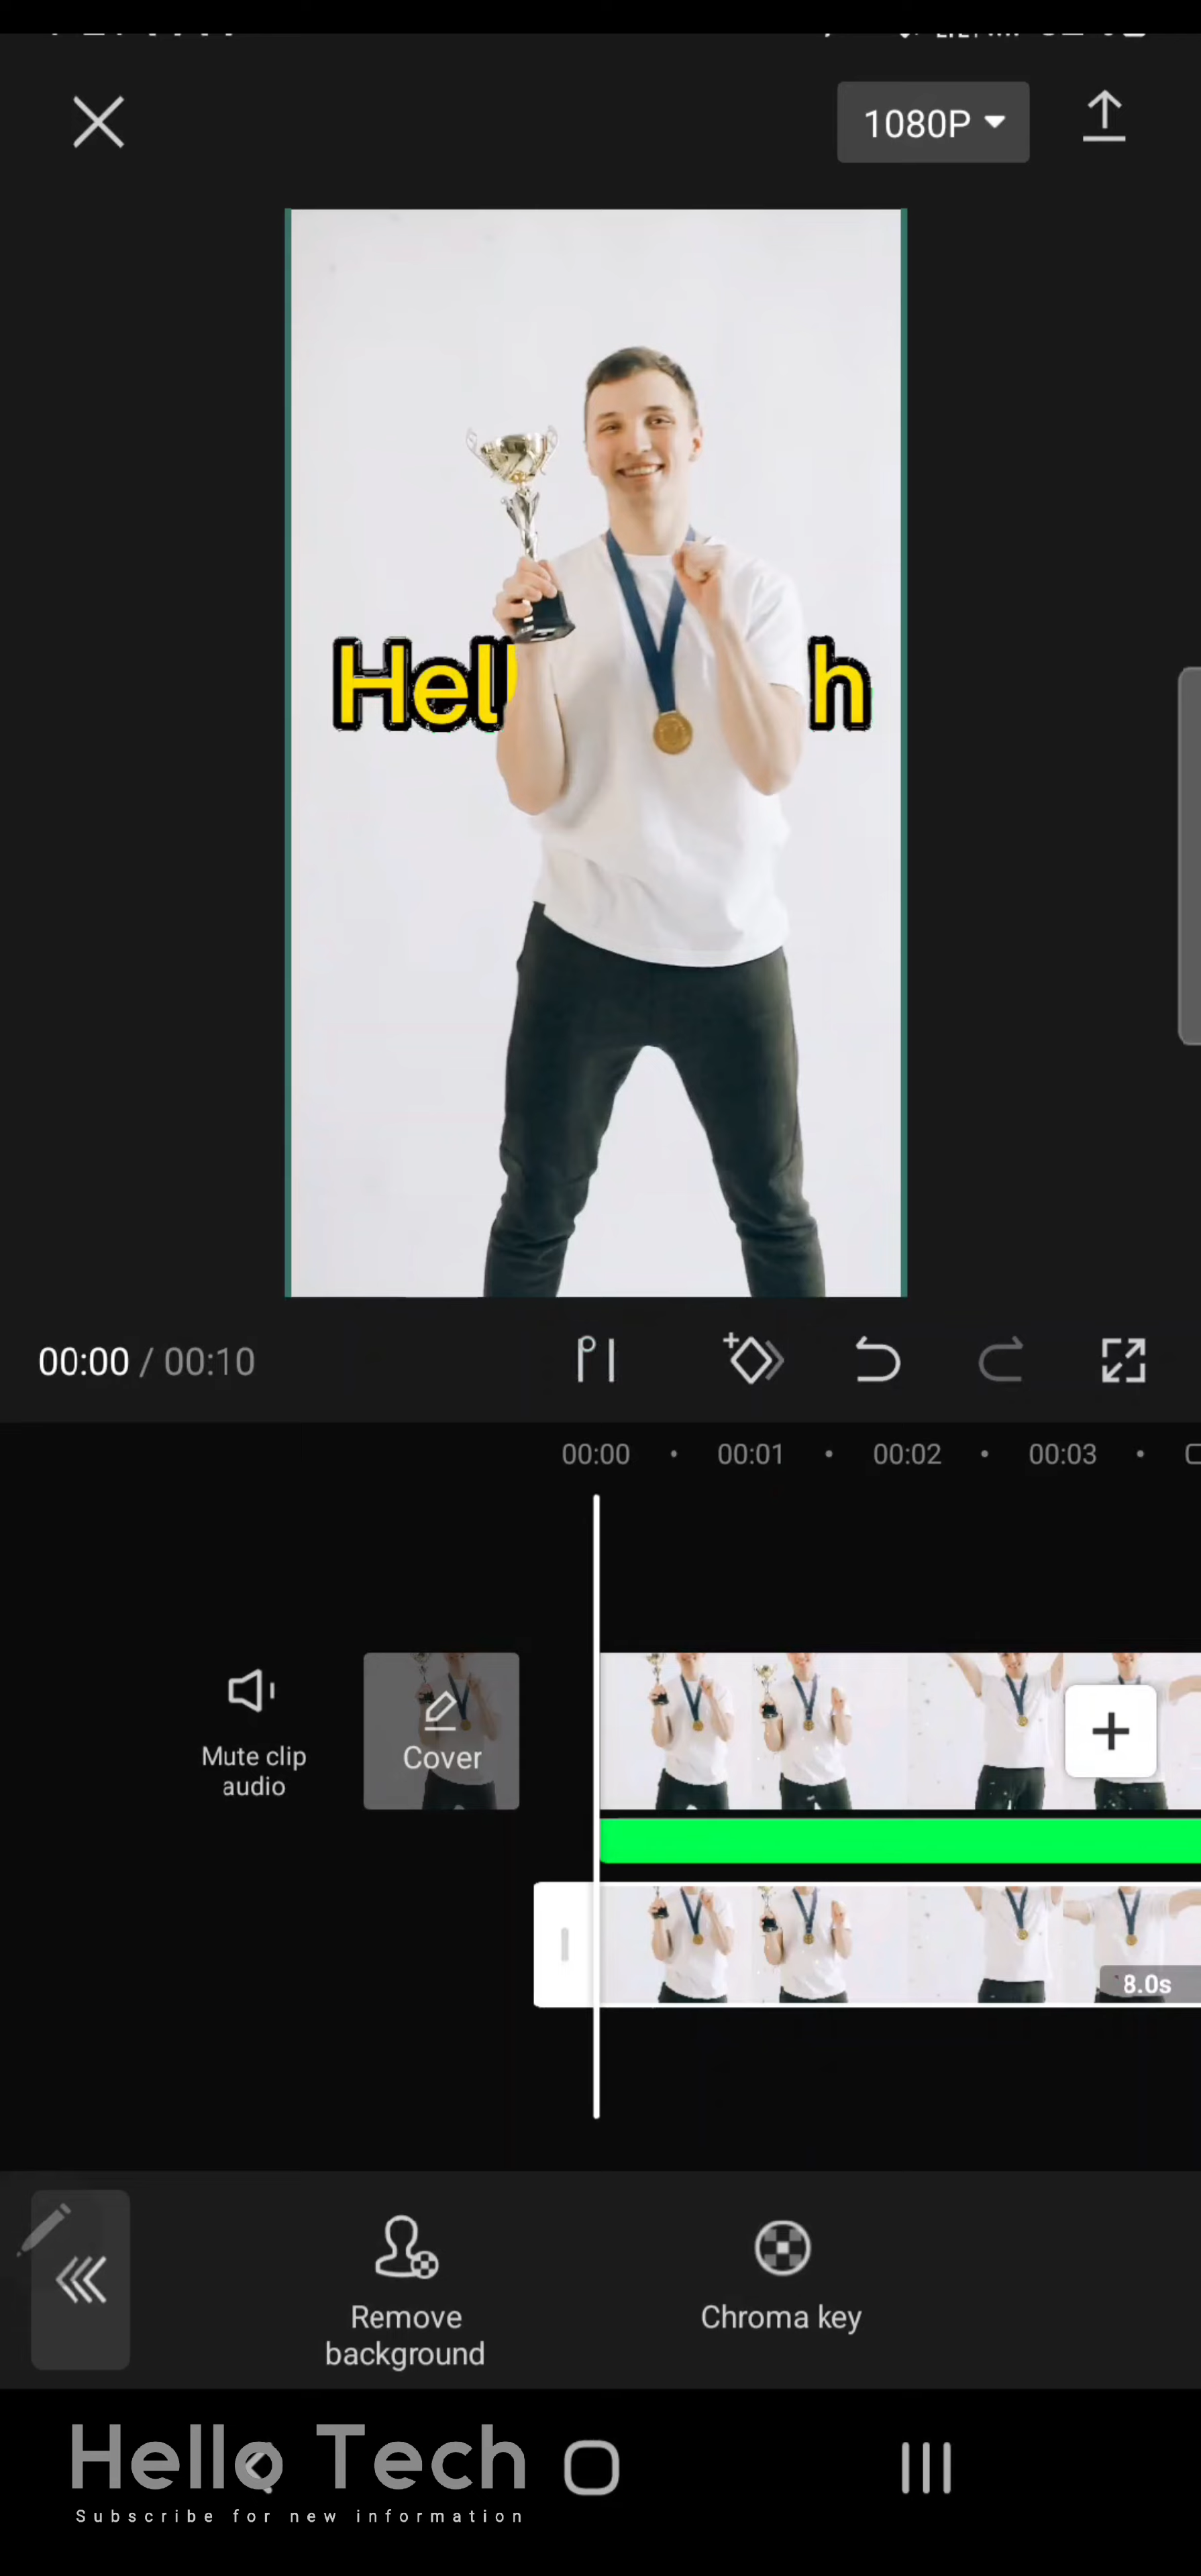 1080P
Hell
h
00:00 / 00:10
00:00 • 00:01 • 00:02 • 00:03 •
Mute clip
audio
Cover
8.0s
Remove
background
Chroma key
Hello Tech
Subscribe for new information